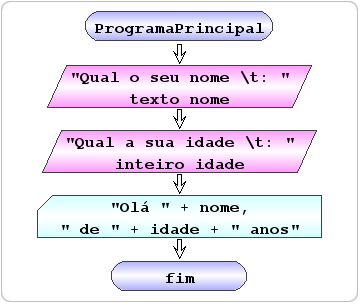 ProgramaPrincipal
"Qual o seu nome \t: "
texto nome
"Qual a sua idade \t: "
inteiro idade
"Olá " + nome,
" de " + idade + " anos"
fim